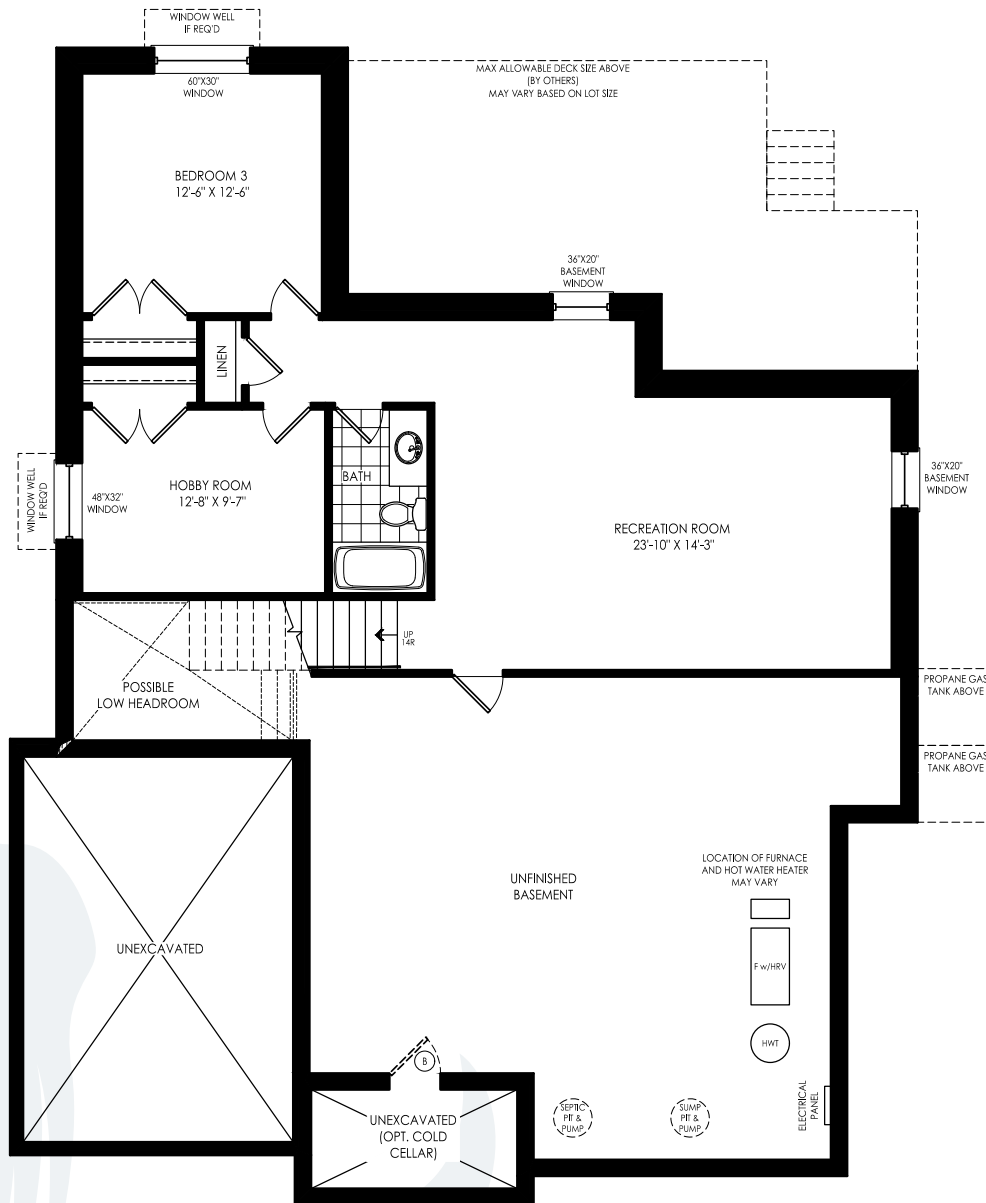 WINDOW WELL
IF REQ'D
60"X30"
WINDOW
MAX ALLOWABLE DECK SIZE ABOVE
(BY OTHERS)
MAY VARY BASED ON LOT SIZE
BEDROOM 3
12'-6" X 12'-6"
36"X20"
BASEMENT
WINDOW
LINEN
WINDOW WELL
IF REQ'D
48"X32"
WINDOW
HOBBY ROOM
12'-8" X 9'-7"
BATH
36"X20"
BASEMENT
WINDOW
RECREATION ROOM
23'-10" X 14'-3"
UP
14R
POSSIBLE
LOW HEADROOM
PROPANE GAS
TANK ABOVE
PROPANE GAS
TANK ABOVE
LOCATION OF FURNACE
AND HOT WATER HEATER
MAY VARY
UNFINISHED
BASEMENT
UNEXCAVATED
F w/HRV
HWT
B
ELECTRICAL
PANEL
UNEXCAVATED
(OPT. COLD
CELLAR)
SEPTIC
PIT &
PUMP
SUMP
PIT &
PUMP